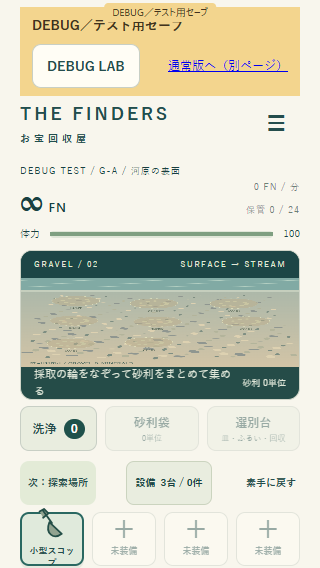 DEBUG／テスト用セーブ
DEBUG／テスト用セーブ
DEBUG LAB
通常版へ（別ページ）
THE FINDERS
お宝回収屋
DEBUG TEST / G-A / 河原の表面
0 FN / 分
∞ FN
保管 0 / 24
体力
100
GRAVEL / 02
SURFACE — STREAM
採取の輪をなぞって砂利をまとめて集め
る
砂利 0単位
洗浄 0
砂利袋
0単位
選別台
皿・ふるい・回収
次：探索場所
設備 3台 / 0件
素手に戻す
小型スコッ
プ
未装備
未装備
未装備